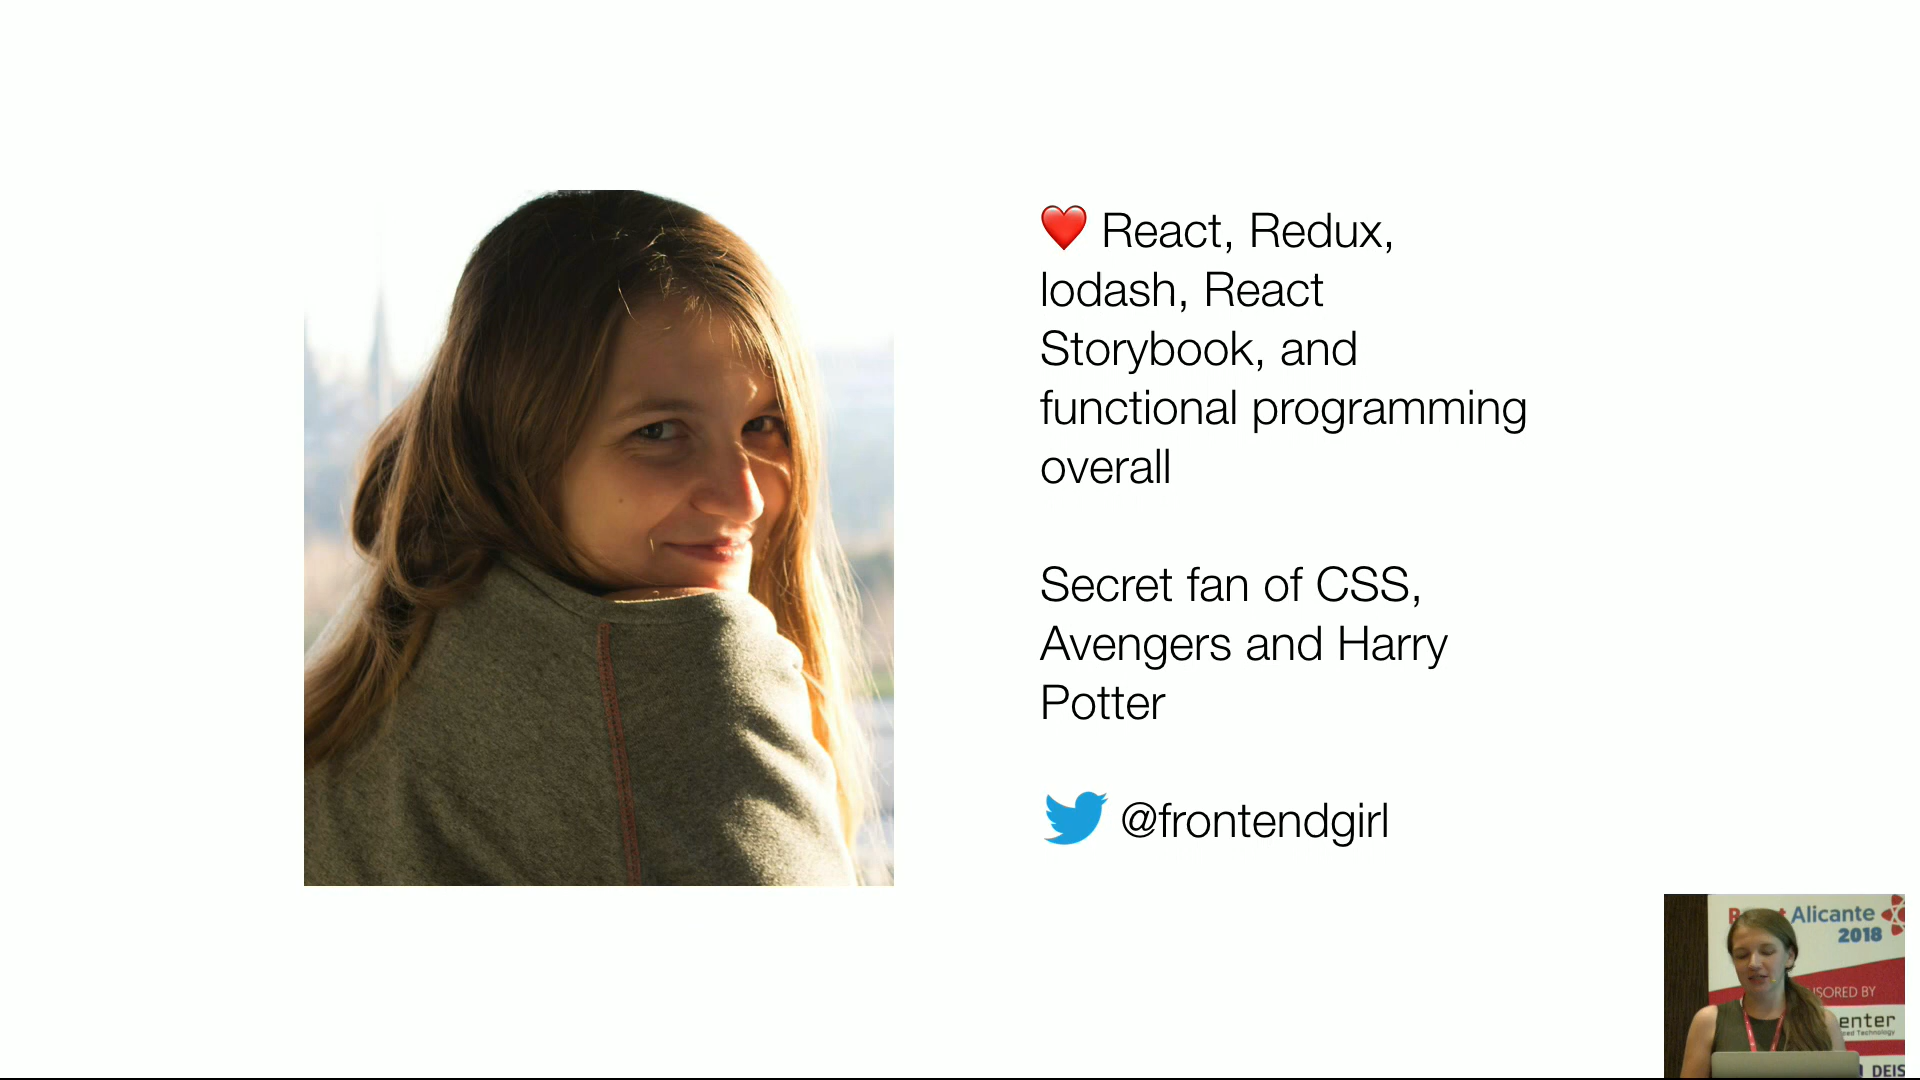 ❤️ React, Redux,
lodash, React
Storybook, and
functional programming
overall
Secret fan of CSS,
Avengers and Harry
Potter
@frontendgirl
Alicante
2018
SORED BY
enter
DEIS